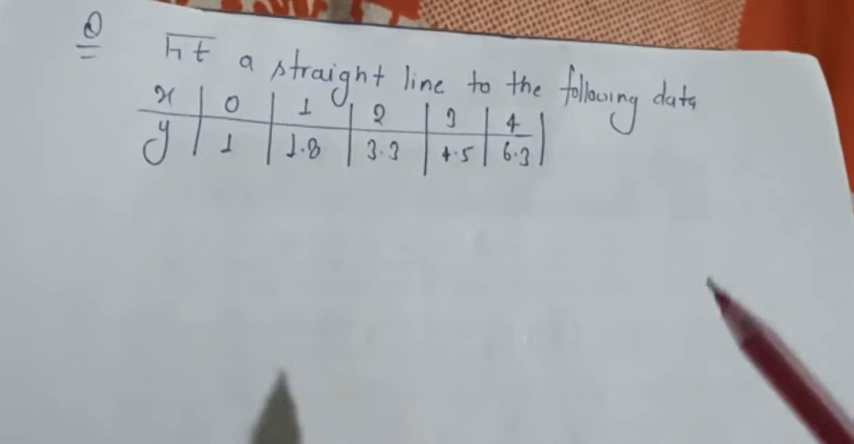 Q
Fit a straight line to the following data
x 0 1 2 3 4
y 1 1.8 3.3 4.5 6.3